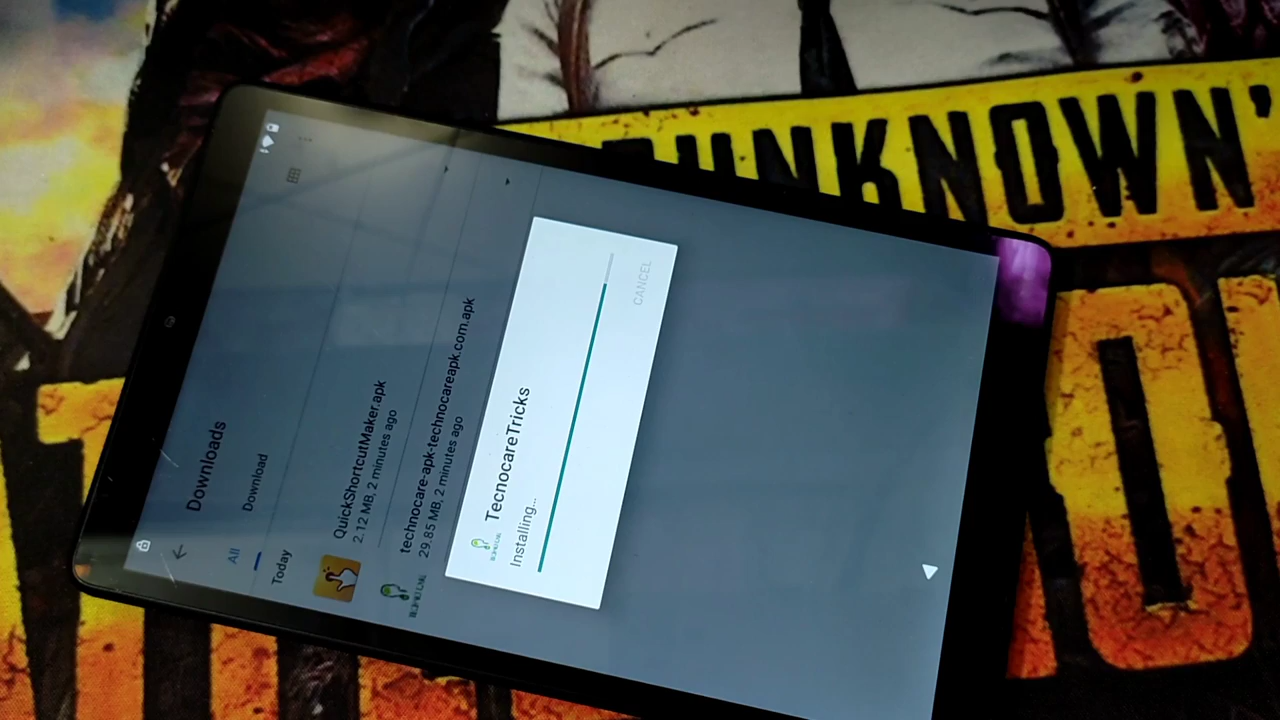 UNKNOWN'
Downloads
All
Download
Today
QuickShortcutMaker.apk
2.12 MB, 2 minutes ago
technocare-apk-technocareapk.com.apk
29.85 MB, 2 minutes ago
TecnocareTricks
Installing...
CANCEL